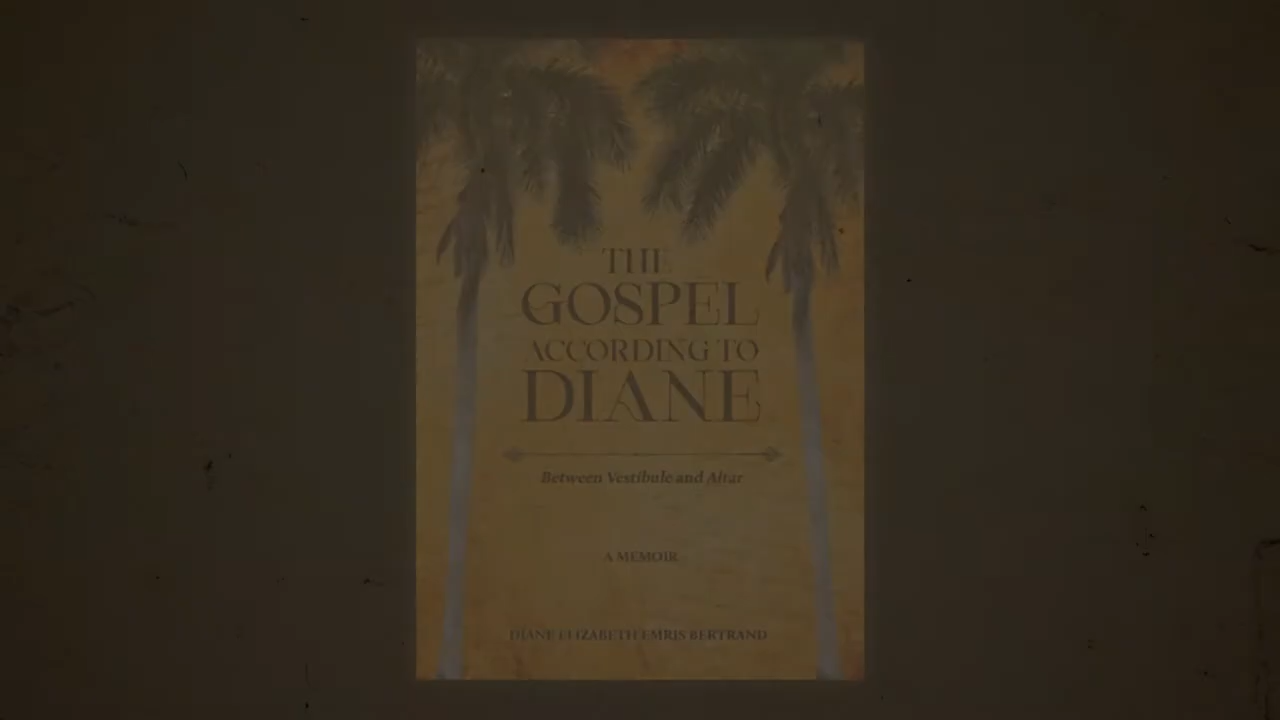 THE
GOSPEL
ACCORDING TO
DIANE
Between Vestibule and Altar
A MEMOIR
DIANE ELIZABETH EMRIS BERTRAND